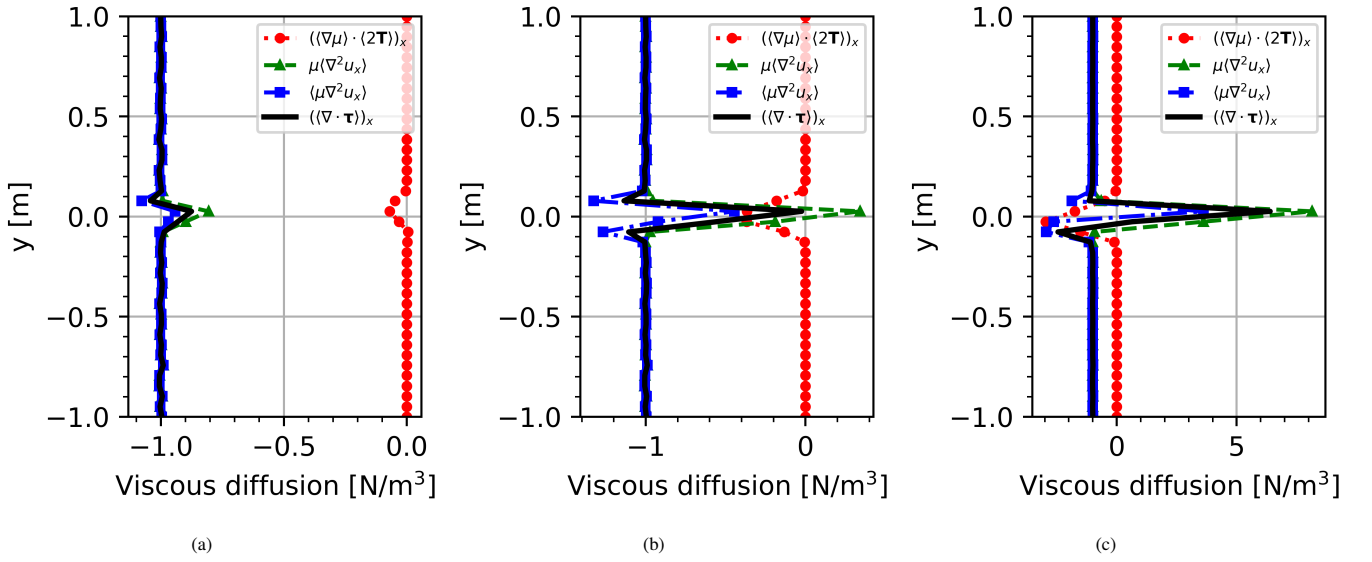 1.0
0.5
0.0
−0.5
−1.0
y [m]
−1.0
−0.5
0.0
Viscous diffusion [N/m³]
(⟨∇μ⟩ · ⟨2𝐓⟩)ₓ
μ⟨∇²uₓ⟩
⟨μ∇²uₓ⟩
(⟨∇ · 𝛕⟩)ₓ
(a)
1.0
0.5
0.0
−0.5
−1.0
y [m]
−1
0
Viscous diffusion [N/m³]
(⟨∇μ⟩ · ⟨2𝐓⟩)ₓ
μ⟨∇²uₓ⟩
⟨μ∇²uₓ⟩
(⟨∇ · 𝛕⟩)ₓ
(b)
1.0
0.5
0.0
−0.5
−1.0
y [m]
0
5
Viscous diffusion [N/m³]
(⟨∇μ⟩ · ⟨2𝐓⟩)ₓ
μ⟨∇²uₓ⟩
⟨μ∇²uₓ⟩
(⟨∇ · 𝛕⟩)ₓ
(c)